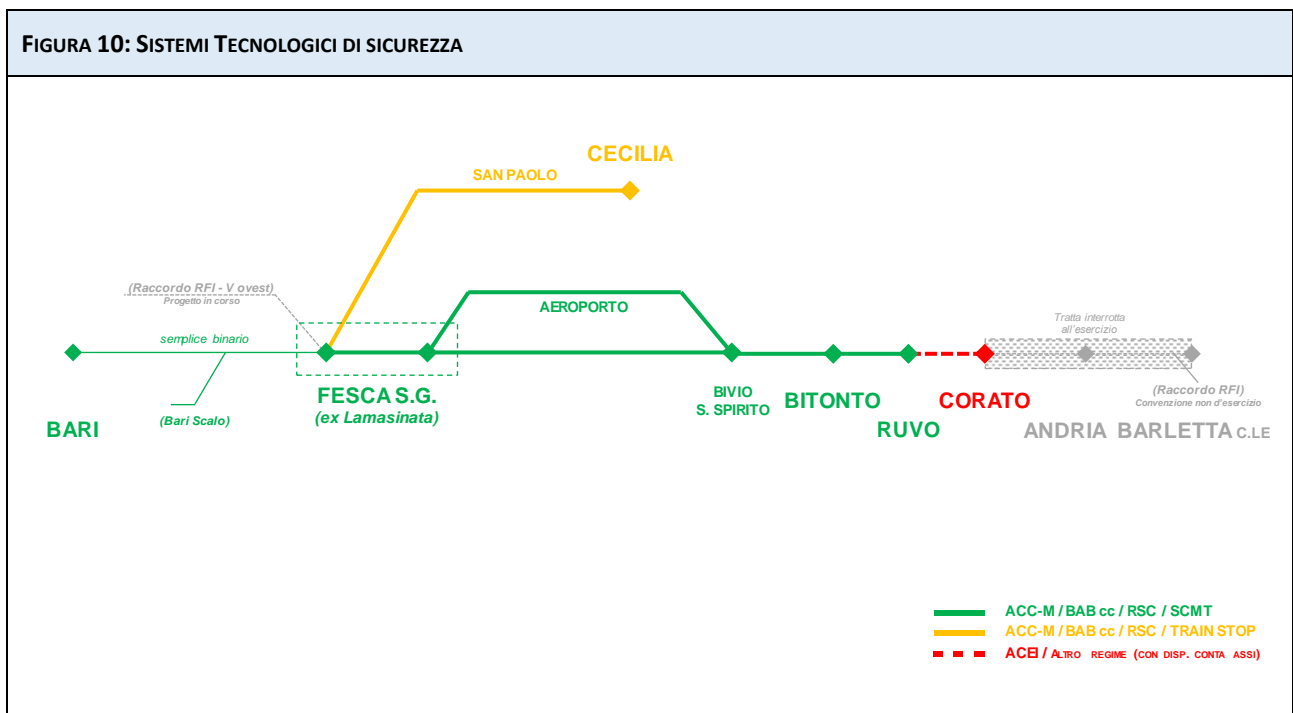 FIGURA 10: SISTEMI TECNOLOGICI DI SICUREZZA
CECILIA
SAN PAOLO
(Raccordo RFI - V ovest)
Progetto in corso
AEROPORTO
Tratta interrotta
all'esercizio
semplice binario
FESCA S.G.
(ex Lamasinata)
(Bari Scalo)
BARI
BIVIO
S. SPIRITO
BITONTO
RUVO
CORATO
(Raccordo RFI)
Convenzione non d'esercizio
ANDRIA BARLETTA C.LE
ACC-M / BAB cc / RSC / SCMT
ACC-M / BAB cc / RSC / TRAIN STOP
ACEI / ALTRO REGIME (CON DISP. CONTA ASSI)